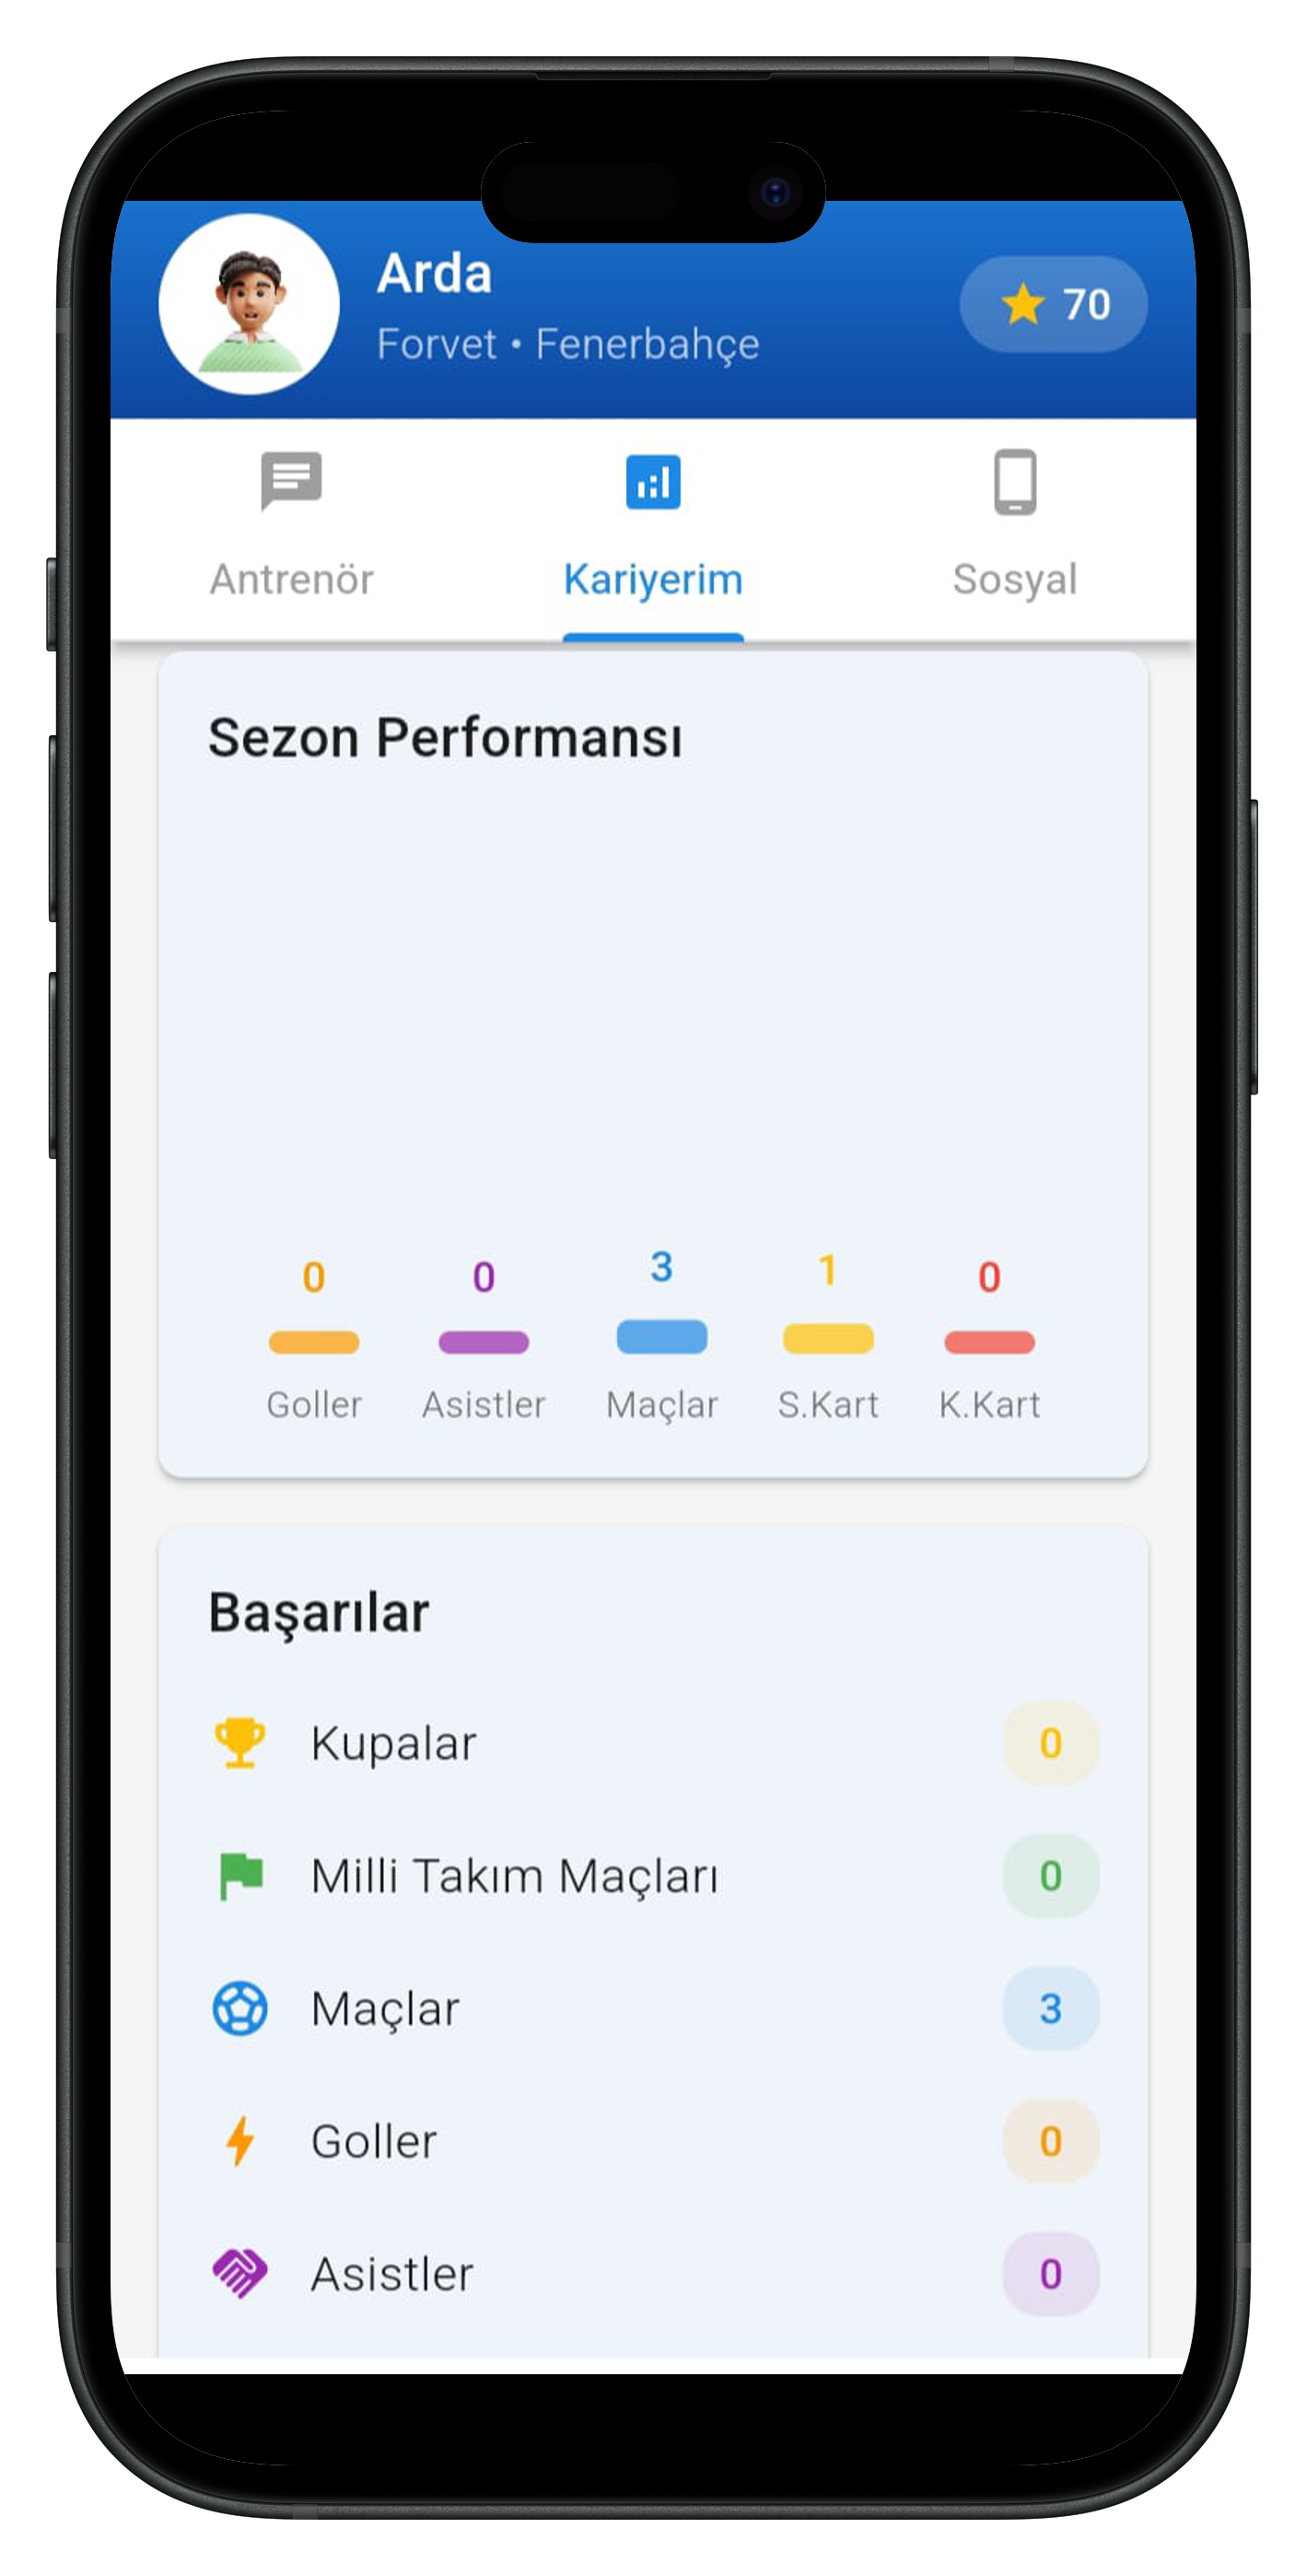 Arda
Forvet • Fenerbahçe
70
Antrenör
Kariyerim
Sosyal
Sezon Performansı
0 0 3 1 0
Goller Asistler Maçlar S.Kart K.Kart
Başarılar
Kupalar 0
Milli Takım Maçları 0
Maçlar 3
Goller 0
Asistler 0